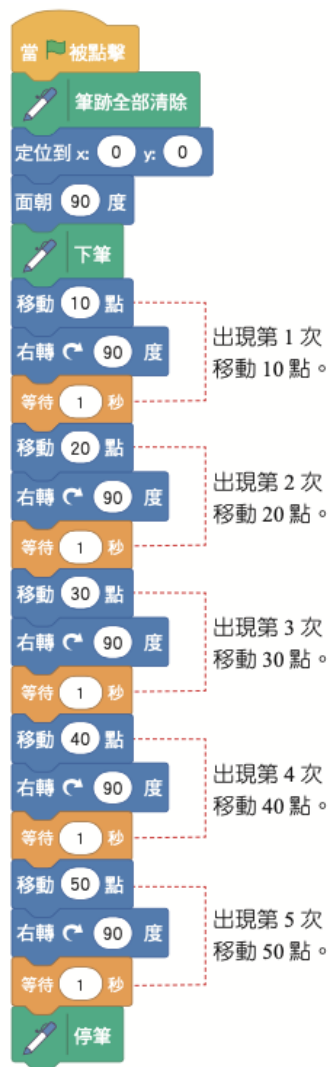 當 被點擊
筆跡全部清除
定位到 x: 0 y: 0
面朝 90 度
下筆
移動 10 點
右轉 90 度
等待 1 秒
出現第 1 次
移動 10 點。
移動 20 點
右轉 90 度
等待 1 秒
出現第 2 次
移動 20 點。
移動 30 點
右轉 90 度
等待 1 秒
出現第 3 次
移動 30 點。
移動 40 點
右轉 90 度
等待 1 秒
出現第 4 次
移動 40 點。
移動 50 點
右轉 90 度
等待 1 秒
出現第 5 次
移動 50 點。
停筆